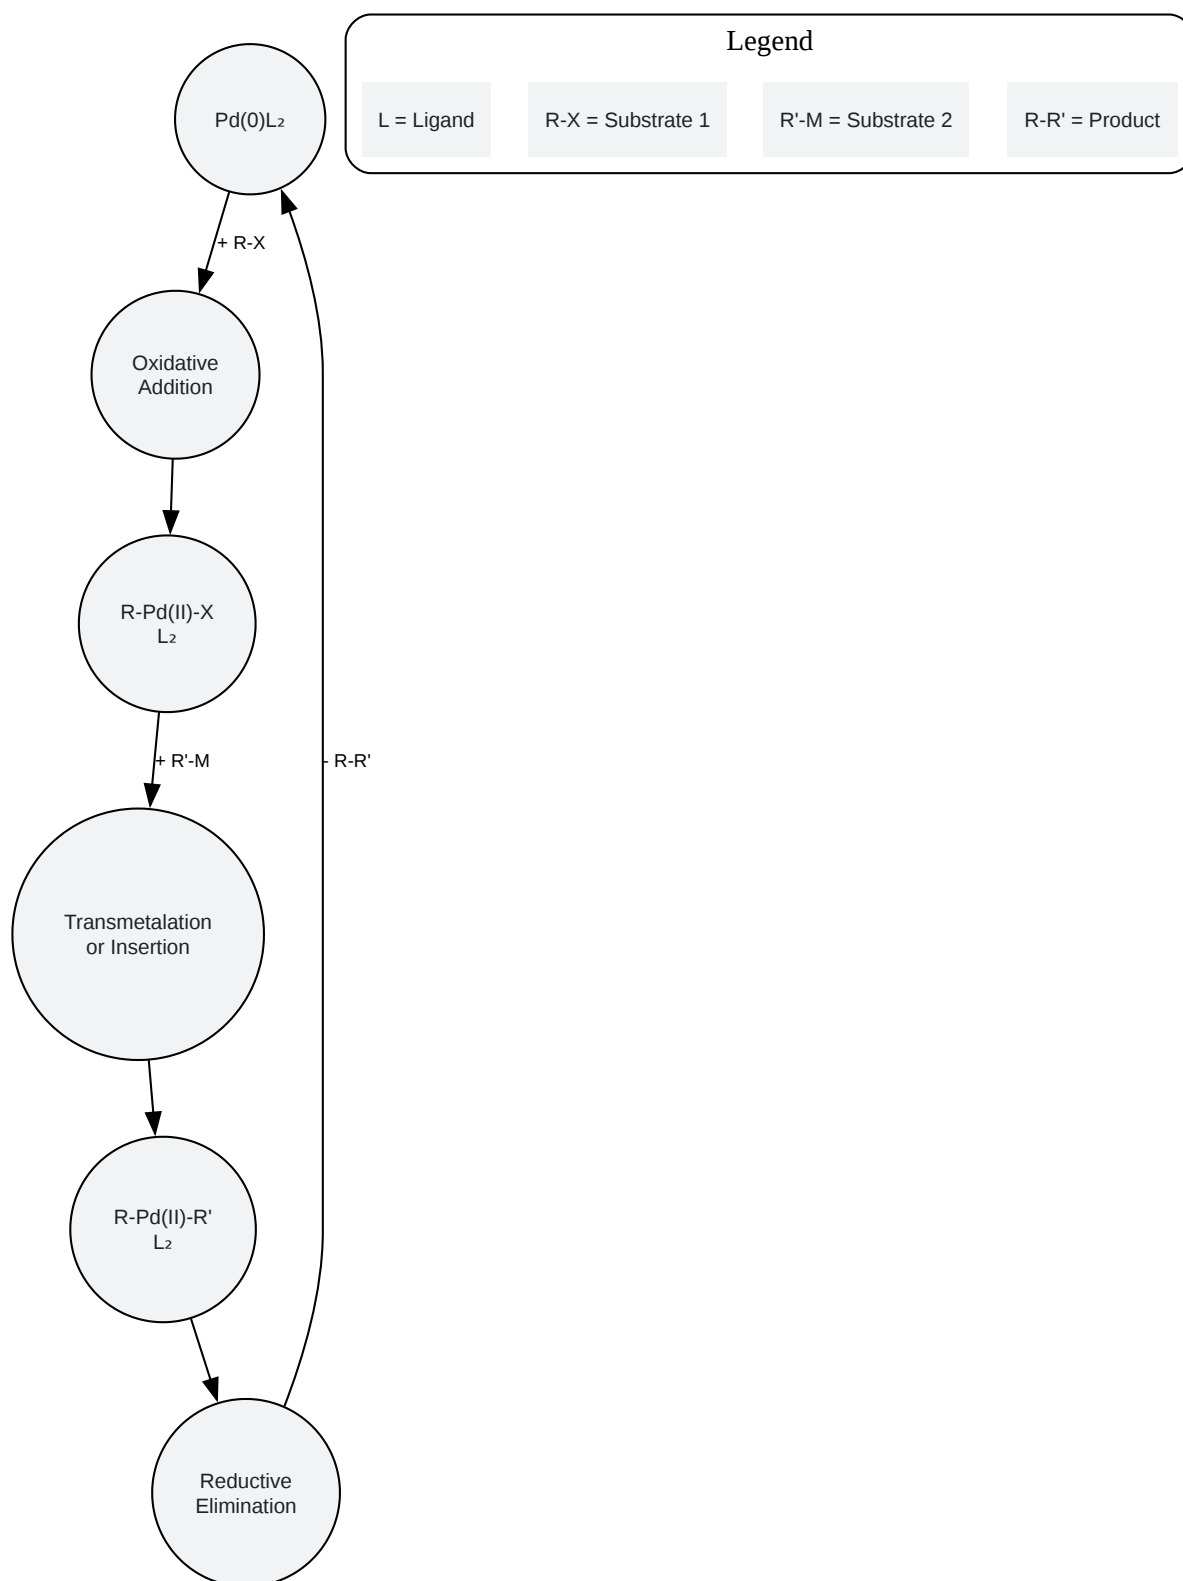 Legend
L = Ligand
R-X = Substrate 1
R'-M = Substrate 2
R-R' = Product
Pd(0)L₂
+ R-X
Oxidative
Addition
R-Pd(II)-X
L₂
+ R'-M
- R-R'
Transmetalation
or Insertion
R-Pd(II)-R'
L₂
Reductive
Elimination